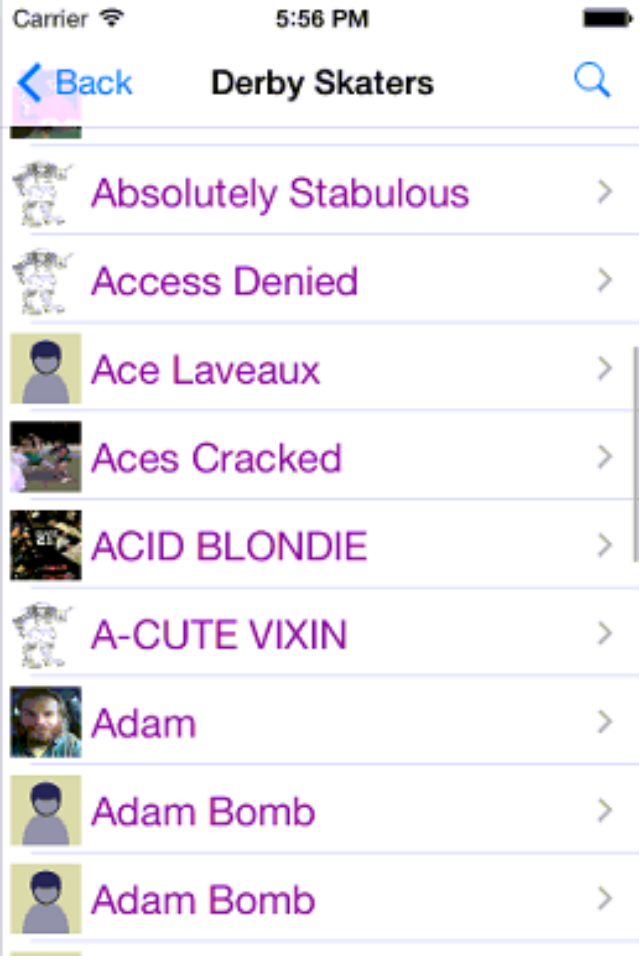 Carrier 5:56 PM
Back Derby Skaters
Absolutely Stabulous
Access Denied
Ace Laveaux
Aces Cracked
ACID BLONDIE
A-CUTE VIXIN
Adam
Adam Bomb
Adam Bomb